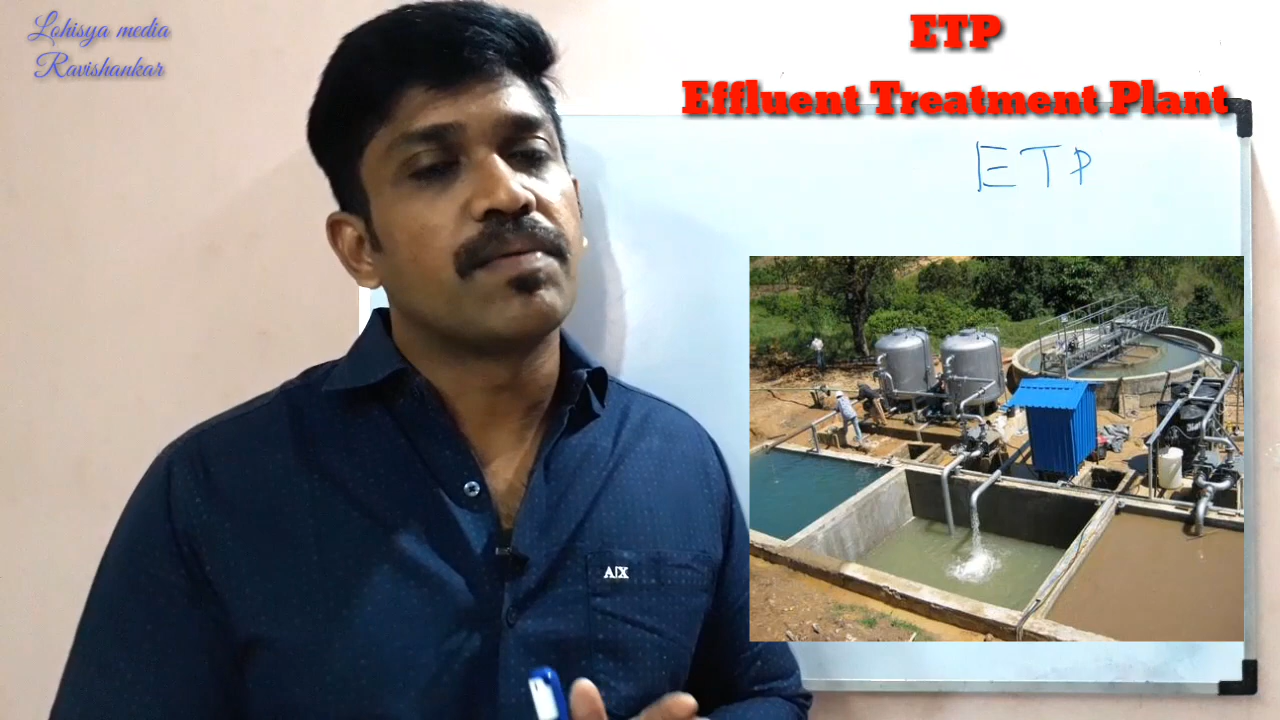 Lohisya media
Ravishankar
ETP
Effluent Treatment Plant
ETP
A|X